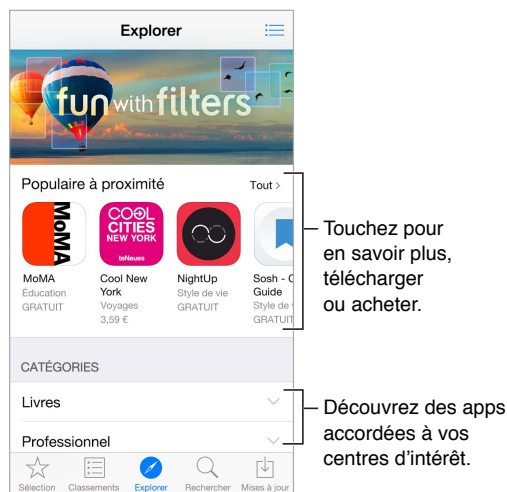 Explorer
fun with filters
Populaire à proximité
Tout >
MoMA
COOL
CITIES
NEW YORK
teNeues
MoMA
Éducation
GRATUIT
Cool New
York
Voyages
3,59 €
NightUp
Style de vie
GRATUIT
Sosh - C
Guide
Style de v
GRATUIT
Touchez pour
en savoir plus,
télécharger
ou acheter.
CATÉGORIES
Livres
Professionnel
Découvrez des apps
accordées à vos
centres d’intérêt.
Sélection
Classements
Explorer
Rechercher
Mises à jour